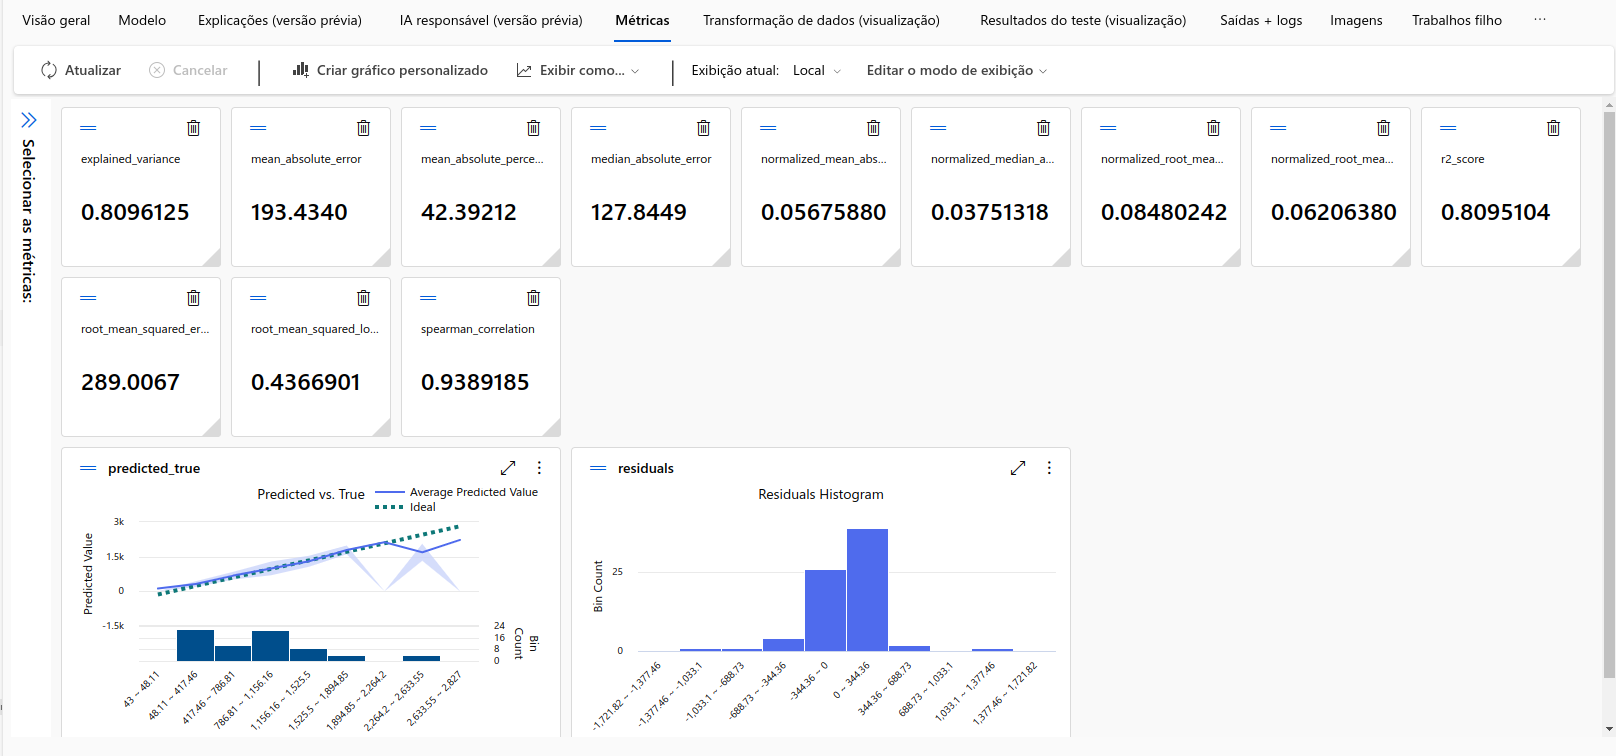 Visão geral Modelo Explicações (versão prévia) IA responsável (versão prévia) Métricas Transformação de dados (visualização) Resultados do teste (visualização) Saídas + logs Imagens Trabalhos filho ...
Atualizar Cancelar Criar gráfico personalizado Exibir como... Exibição atual: Local Editar o modo de exibição
Selecionar as métricas:
explained_variance
0.8096125
mean_absolute_error
193.4340
mean_absolute_perce...
42.39212
median_absolute_error
127.8449
normalized_mean_abs...
0.05675880
normalized_median_a...
0.03751318
normalized_root_mea...
0.08480242
normalized_root_mea...
0.06206380
r2_score
0.8095104
root_mean_squared_er...
289.0067
root_mean_squared_lo...
0.4366901
spearman_correlation
0.9389185
predicted_true
Predicted vs. True
Average Predicted Value
Ideal
Predicted Value
3k
1.5k
0
-1.5k
24
16
8
0
Bin
Count
43 ~ 48.11
48.11 ~ 417.46
417.46 ~ 786.81
786.81 ~ 1,156.16
1,156.16 ~ 1,525.5
1,525.5 ~ 1,894.85
1,894.85 ~ 2,264.2
2,264.2 ~ 2,633.55
2,633.55 ~ 2,827
residuals
Residuals Histogram
Bin Count
25
0
-1,721.82 ~ -1,377.46
-1,377.46 ~ -1,033.1
-1,033.1 ~ -688.73
-688.73 ~ -344.36
-344.36 ~ 0
0 ~ 344.36
344.36 ~ 688.73
688.73 ~ 1,033.1
1,033.1 ~ 1,377.46
1,377.46 ~ 1,721.82